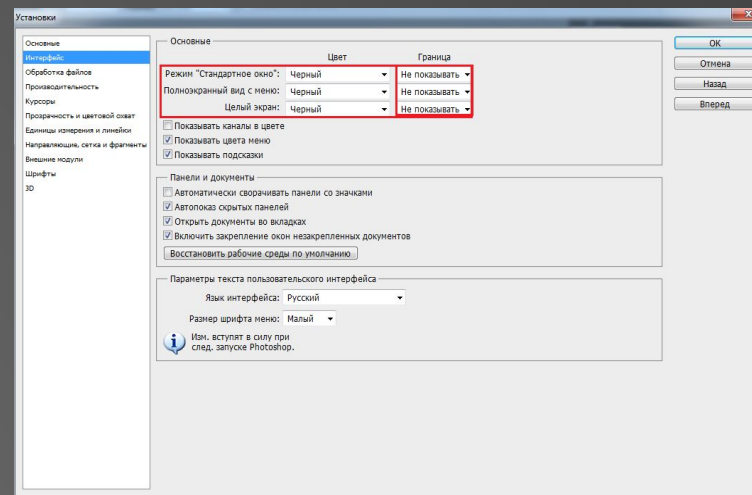 Установки
Основные
Интерфейс
Обработка файлов
Производительность
Курсоры
Прозрачность и цветовой охват
Единицы измерения и линейки
Направляющие, сетка и фрагменты
Внешние модули
Шрифты
3D
Основные
Цвет Граница
Режим "Стандартное окно": Черный Не показывать
Полноэкранный вид с меню: Черный Не показывать
Целый экран: Черный Не показывать
Показывать каналы в цвете
Показывать цвета меню
Показывать подсказки
Панели и документы
Автоматически сворачивать панели со значками
Автопоказ скрытых панелей
Открыть документы во вкладках
Включить закрепление окон незакрепленных документов
Восстановить рабочие среды по умолчанию
Параметры текста пользовательского интерфейса
Язык интерфейса: Русский
Размер шрифта меню: Малый
Изм. вступят в силу при
след. запуске Photoshop.
OK
Отмена
Назад
Вперед